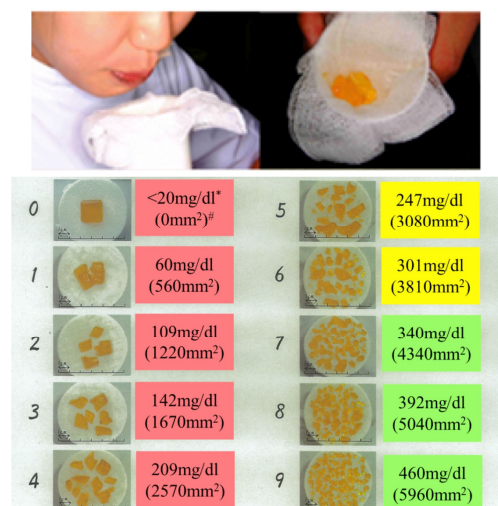 0
<20mg/dl*
(0mm²)#
1
60mg/dl
(560mm²)
2
109mg/dl
(1220mm²)
3
142mg/dl
(1670mm²)
4
209mg/dl
(2570mm²)
5
247mg/dl
(3080mm²)
6
301mg/dl
(3810mm²)
7
340mg/dl
(4340mm²)
8
392mg/dl
(5040mm²)
9
460mg/dl
(5960mm²)